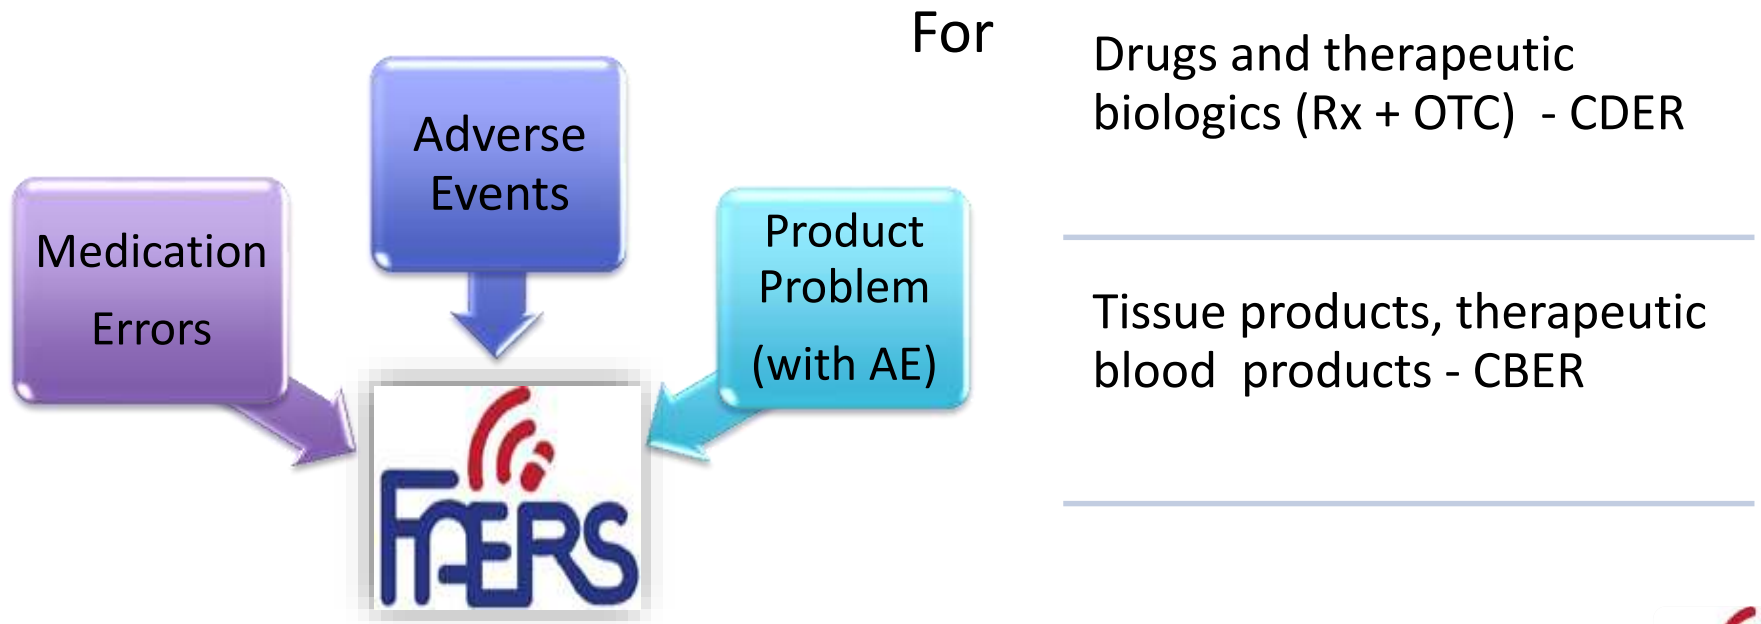 For
Adverse
Events
Medication
Errors
Product
Problem
(with AE)
FAERS
Drugs and therapeutic
biologics (Rx + OTC)  - CDER
Tissue products, therapeutic
blood  products - CBER